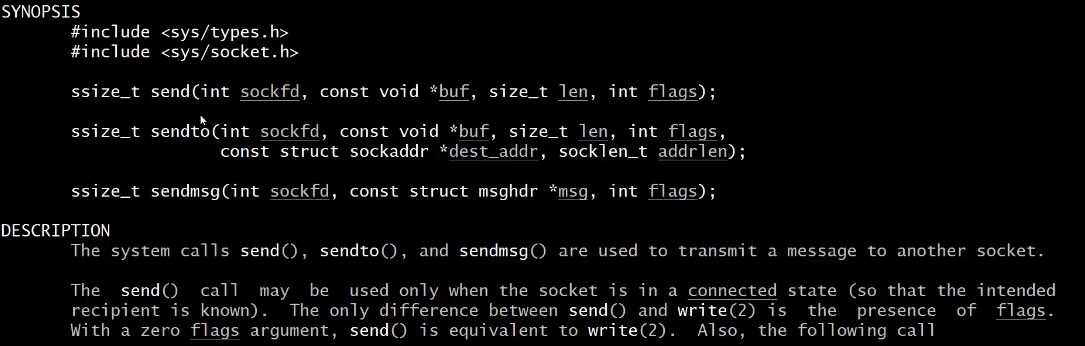 SYNOPSIS
#include <sys/types.h>
#include <sys/socket.h>
ssize_t send(int sockfd, const void *buf, size_t len, int flags);
ssize_t sendto(int sockfd, const void *buf, size_t len, int flags,
const struct sockaddr *dest_addr, socklen_t addrlen);
ssize_t sendmsg(int sockfd, const struct msghdr *msg, int flags);
DESCRIPTION
The system calls send(), sendto(), and sendmsg() are used to transmit a message to another socket.
The send() call may be used only when the socket is in a connected state (so that the intended
recipient is known). The only difference between send() and write(2) is the presence of flags.
With a zero flags argument, send() is equivalent to write(2). Also, the following call